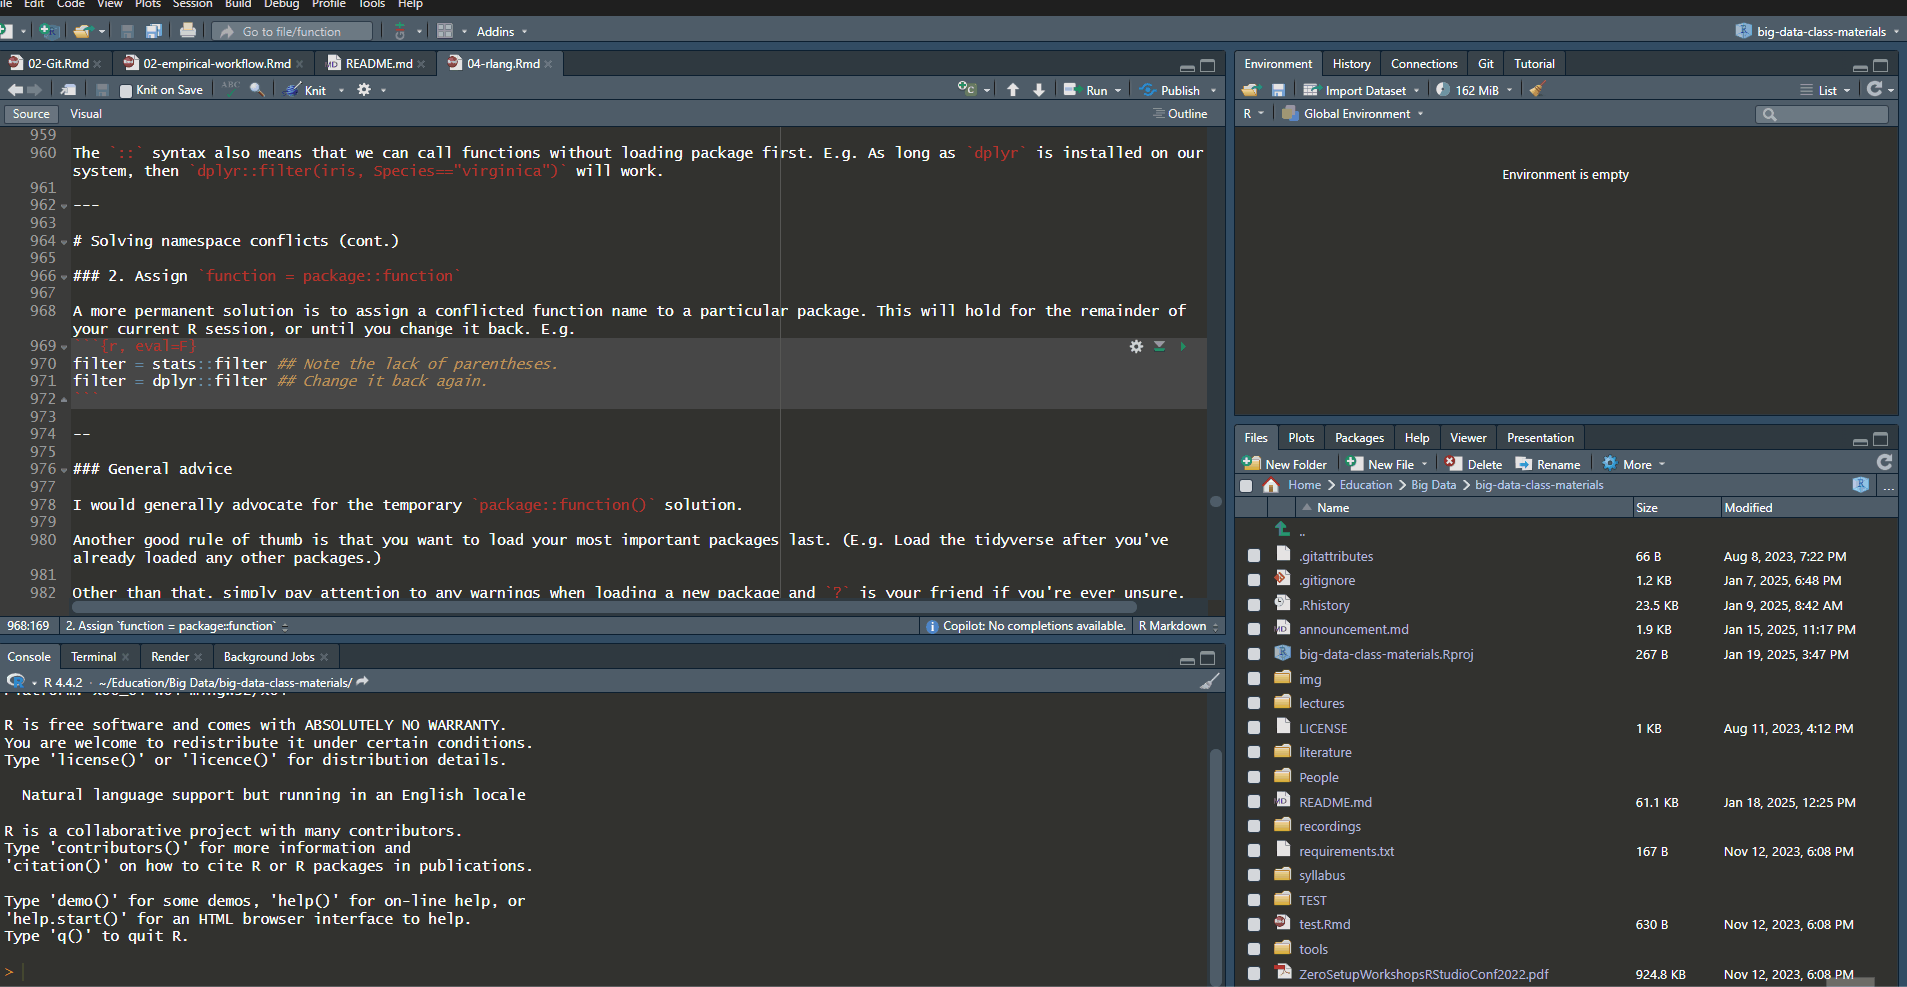 File Edit Code View Plots Session Build Debug Profile Tools Help
Go to file/function
Addins
big-data-class-materials
02-Git.Rmd 02-empirical-workflow.Rmd README.md 04-rlang.Rmd
Knit on Save ABC Knit Run Publish
Source Visual Outline
959
960 The `::` syntax also means that we can call functions without loading package first. E.g. As long as `dplyr` is installed on our
system, then `dplyr::filter(iris, Species=="virginica")` will work.
961
962 ---
963
964 # Solving namespace conflicts (cont.)
965
966 ### 2. Assign `function = package::function`
967
968 A more permanent solution is to assign a conflicted function name to a particular package. This will hold for the remainder of
your current R session, or until you change it back. E.g.
969 ```{r, eval=F}
970 filter = stats::filter ## Note the lack of parentheses.
971 filter = dplyr::filter ## Change it back again.
972 ```
973
974 --
975
976 ### General advice
977
978 I would generally advocate for the temporary `package::function()` solution.
979
980 Another good rule of thumb is that you want to load your most important packages last. (E.g. Load the tidyverse after you've
already loaded any other packages.)
981
982 Other than that, simply pay attention to any warnings when loading a new package and `?` is your friend if you're ever unsure.
968:169 2. Assign `function = package::function` Copilot: No completions available. R Markdown
Console Terminal Render Background Jobs
R 4.4.2 · ~/Education/Big Data/big-data-class-materials/
R is free software and comes with ABSOLUTELY NO WARRANTY.
You are welcome to redistribute it under certain conditions.
Type 'license()' or 'licence()' for distribution details.
Natural language support but running in an English locale
R is a collaborative project with many contributors.
Type 'contributors()' for more information and
'citation()' on how to cite R or R packages in publications.
Type 'demo()' for some demos, 'help()' for on-line help, or
'help.start()' for an HTML browser interface to help.
Type 'q()' to quit R.
>
Environment History Connections Git Tutorial
Import Dataset 162 MiB List
R Global Environment
Environment is empty
Files Plots Packages Help Viewer Presentation
New Folder New File Delete Rename More
Home > Education > Big Data > big-data-class-materials ...
Name Size Modified
..
.gitattributes 66 B Aug 8, 2023, 7:22 PM
.gitignore 1.2 KB Jan 7, 2025, 6:48 PM
.Rhistory 23.5 KB Jan 9, 2025, 8:42 AM
announcement.md 1.9 KB Jan 15, 2025, 11:17 PM
big-data-class-materials.Rproj 267 B Jan 19, 2025, 3:47 PM
img
lectures
LICENSE 1 KB Aug 11, 2023, 4:12 PM
literature
People
README.md 61.1 KB Jan 18, 2025, 12:25 PM
recordings
requirements.txt 167 B Nov 12, 2023, 6:08 PM
syllabus
TEST
test.Rmd 630 B Nov 12, 2023, 6:08 PM
tools
ZeroSetupWorkshopsRStudioConf2022.pdf 924.8 KB Nov 12, 2023, 6:08 PM